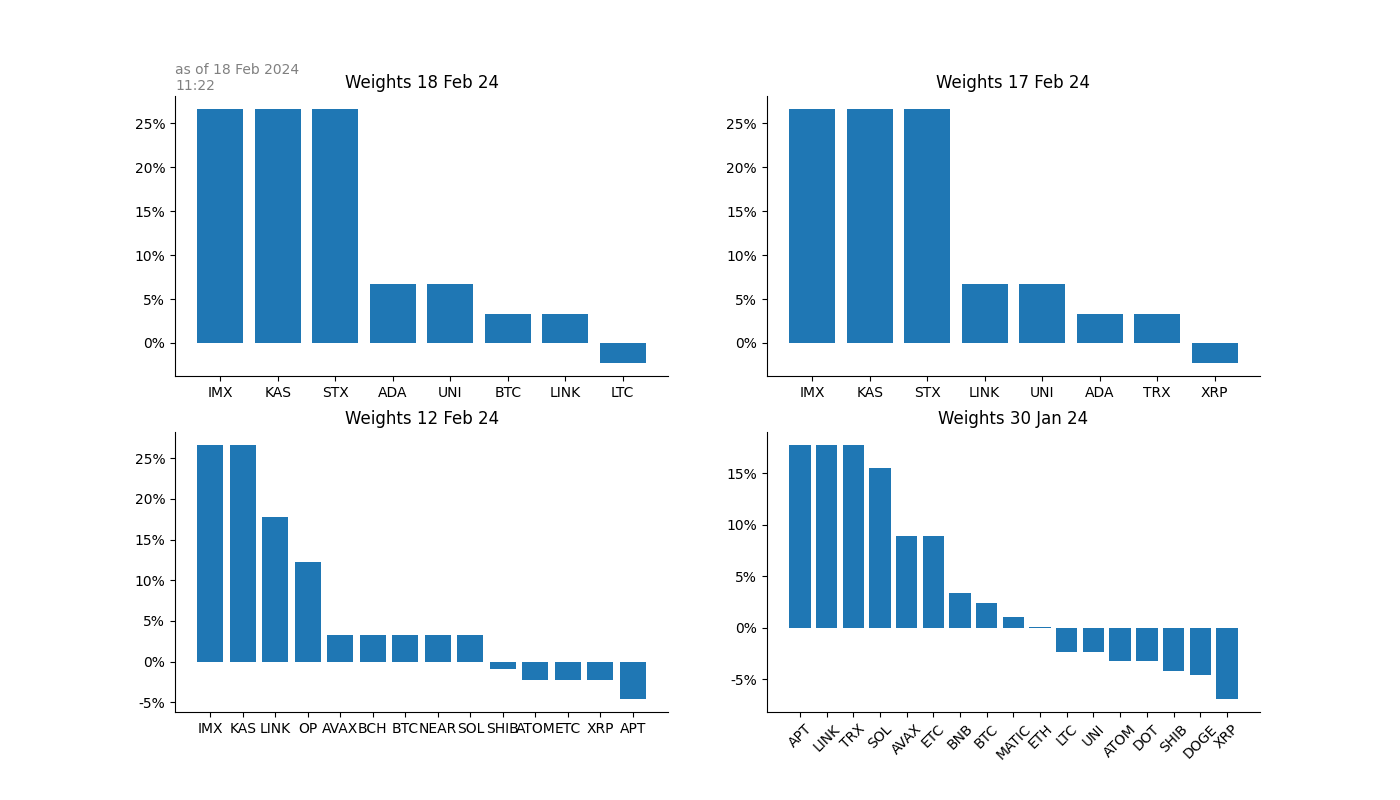 as of 18 Feb 2024
11:22
Weights 18 Feb 24
25%
20%
15%
10%
5%
0%
IMX KAS STX ADA UNI BTC LINK LTC
Weights 17 Feb 24
25%
20%
15%
10%
5%
0%
IMX KAS STX LINK UNI ADA TRX XRP
Weights 12 Feb 24
25%
20%
15%
10%
5%
0%
-5%
IMX KAS LINK OP AVAX BCH BTC NEAR SOL SHIB ATOM ETC XRP APT
Weights 30 Jan 24
15%
10%
5%
0%
-5%
APT LINK TRX SOL AVAX ETC BNB BTC MATIC ETH LTC UNI ATOM DOT SHIB DOGE XRP